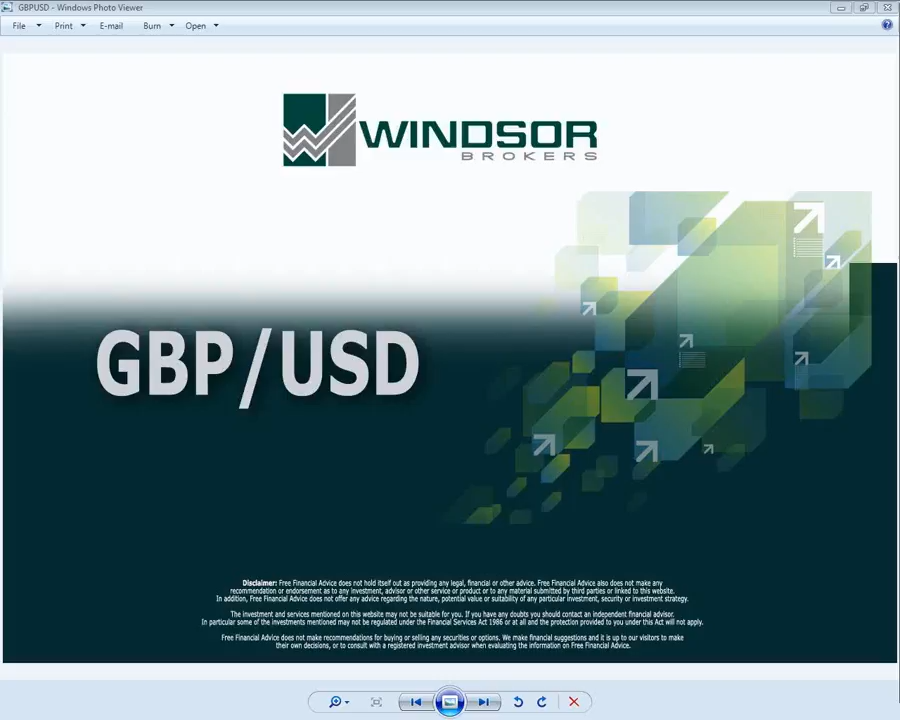 GBPUSD - Windows Photo Viewer
File Print E-mail Burn Open
WINDSOR
BROKERS
GBP/USD
Disclaimer: Free Financial Advice does not hold itself out as providing any legal, financial or other advice. Free Financial Advice also does not make any
recommendation or endorsement as to any investment, advisor or other service or product or to any material submitted by third parties or linked to this website.
In addition, Free Financial Advice does not offer any advice regarding the nature, potential value or suitability of any particular investment, security or investment strategy.
The investment and services mentioned on this website may not be suitable for you. If you have any doubts you should contact an independent financial advisor.
In particular some of the investments mentioned may not be regulated under the Financial Services Act 1986 or at all and the protection provided to you under this Act will not apply.
Free Financial Advice does not make recommendations for buying or selling any securities or options. We make financial suggestions and it is up to our visitors to make
their own decisions, or to consult with a registered investment advisor when evaluating the information on Free Financial Advice.